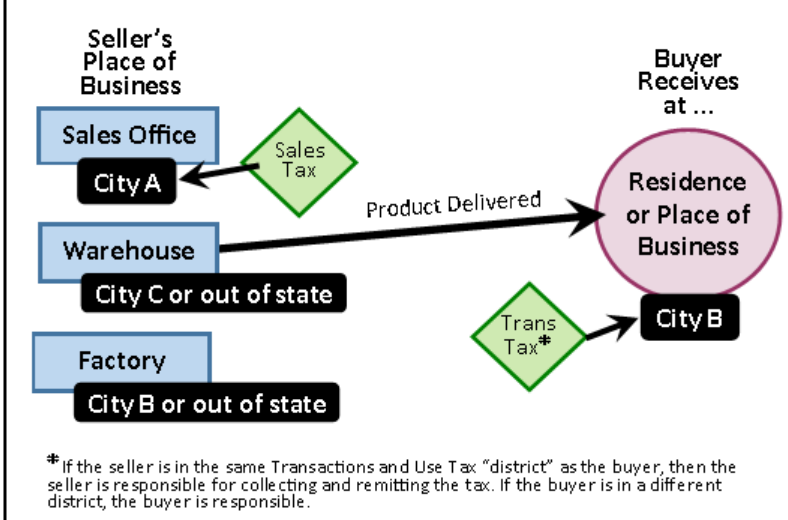 Seller's
Place of
Business
Buyer
Receives
at ...
Sales Office
City A
Sales
Tax
Product Delivered
Residence
or Place of
Business
Warehouse
City C or out of state
Trans
Tax*
City B
Factory
City B or out of state
*If the seller is in the same Transactions and Use Tax “district” as the buyer, then the
seller is responsible for collecting and remitting the tax. If the buyer is in a different
district, the buyer is responsible.